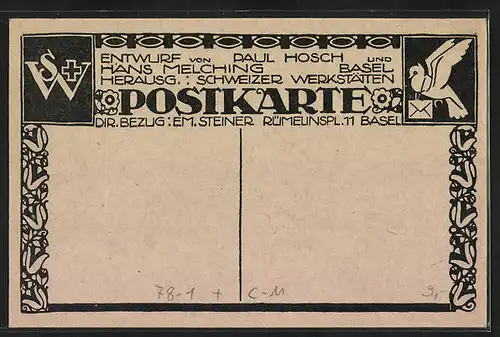 SW
ENTWURF VON PAUL HOSCH UND
HANS MELCHING BASEL
HERAUSG.: SCHWEIZER WERKSTÄTTEN
POSTKARTE
DIR. BEZUG: EM. STEINER RÜMELINSPL. 11 BASEL
78-1 + C-11 9,-